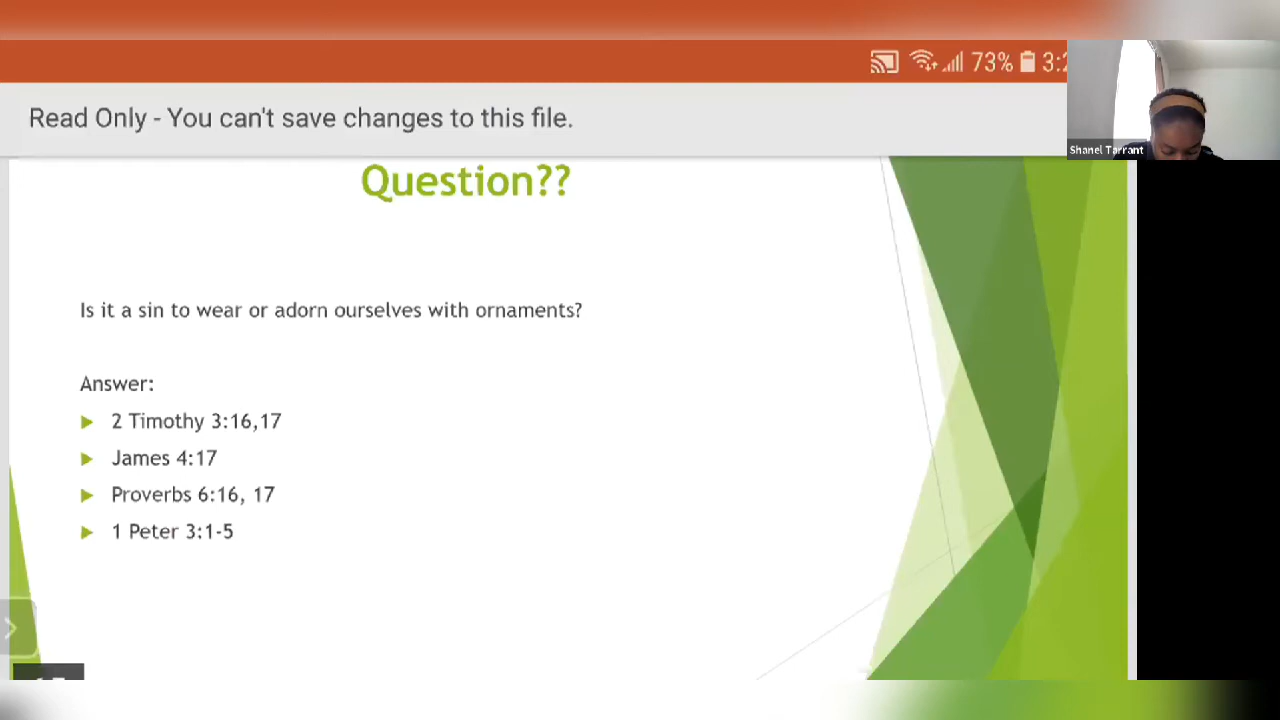 73% 3:2
Read Only - You can't save changes to this file.
Shanel Tarrant
Question??
Is it a sin to wear or adorn ourselves with ornaments?
Answer:
2 Timothy 3:16,17
James 4:17
Proverbs 6:16, 17
1 Peter 3:1-5